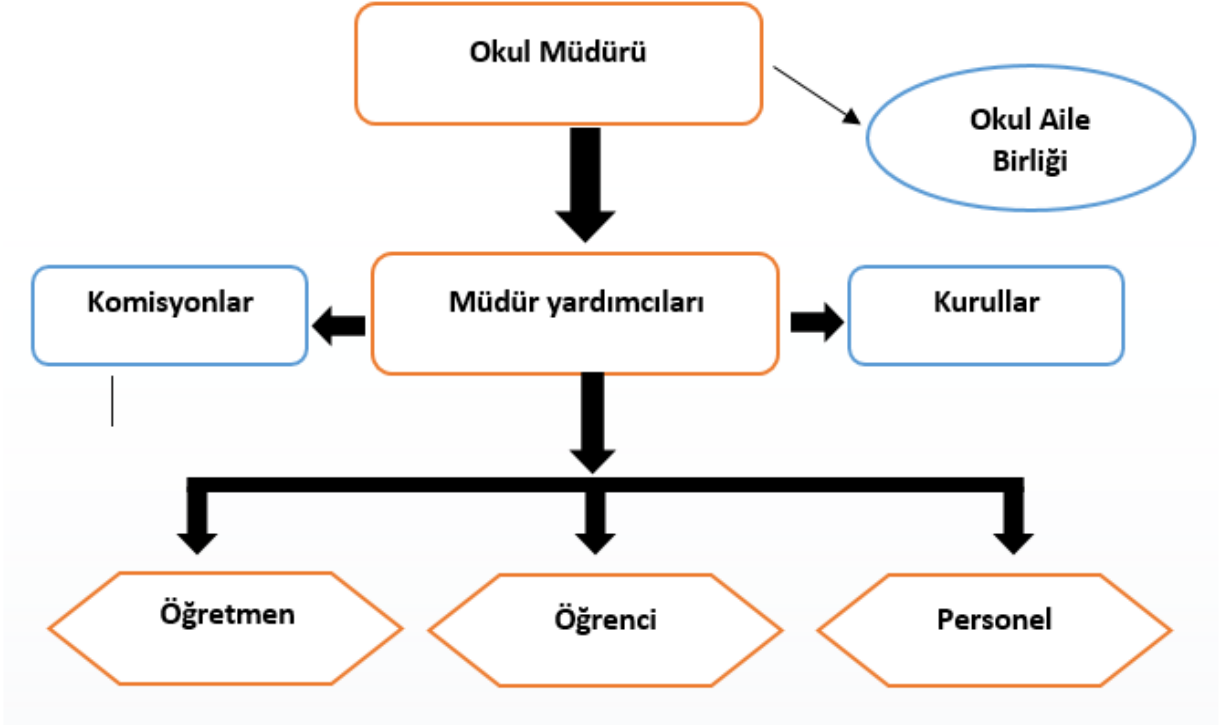 Okul Müdürü
Okul Aile
Birliği
Komisyonlar
Müdür yardımcıları
Kurullar
Öğretmen
Öğrenci
Personel